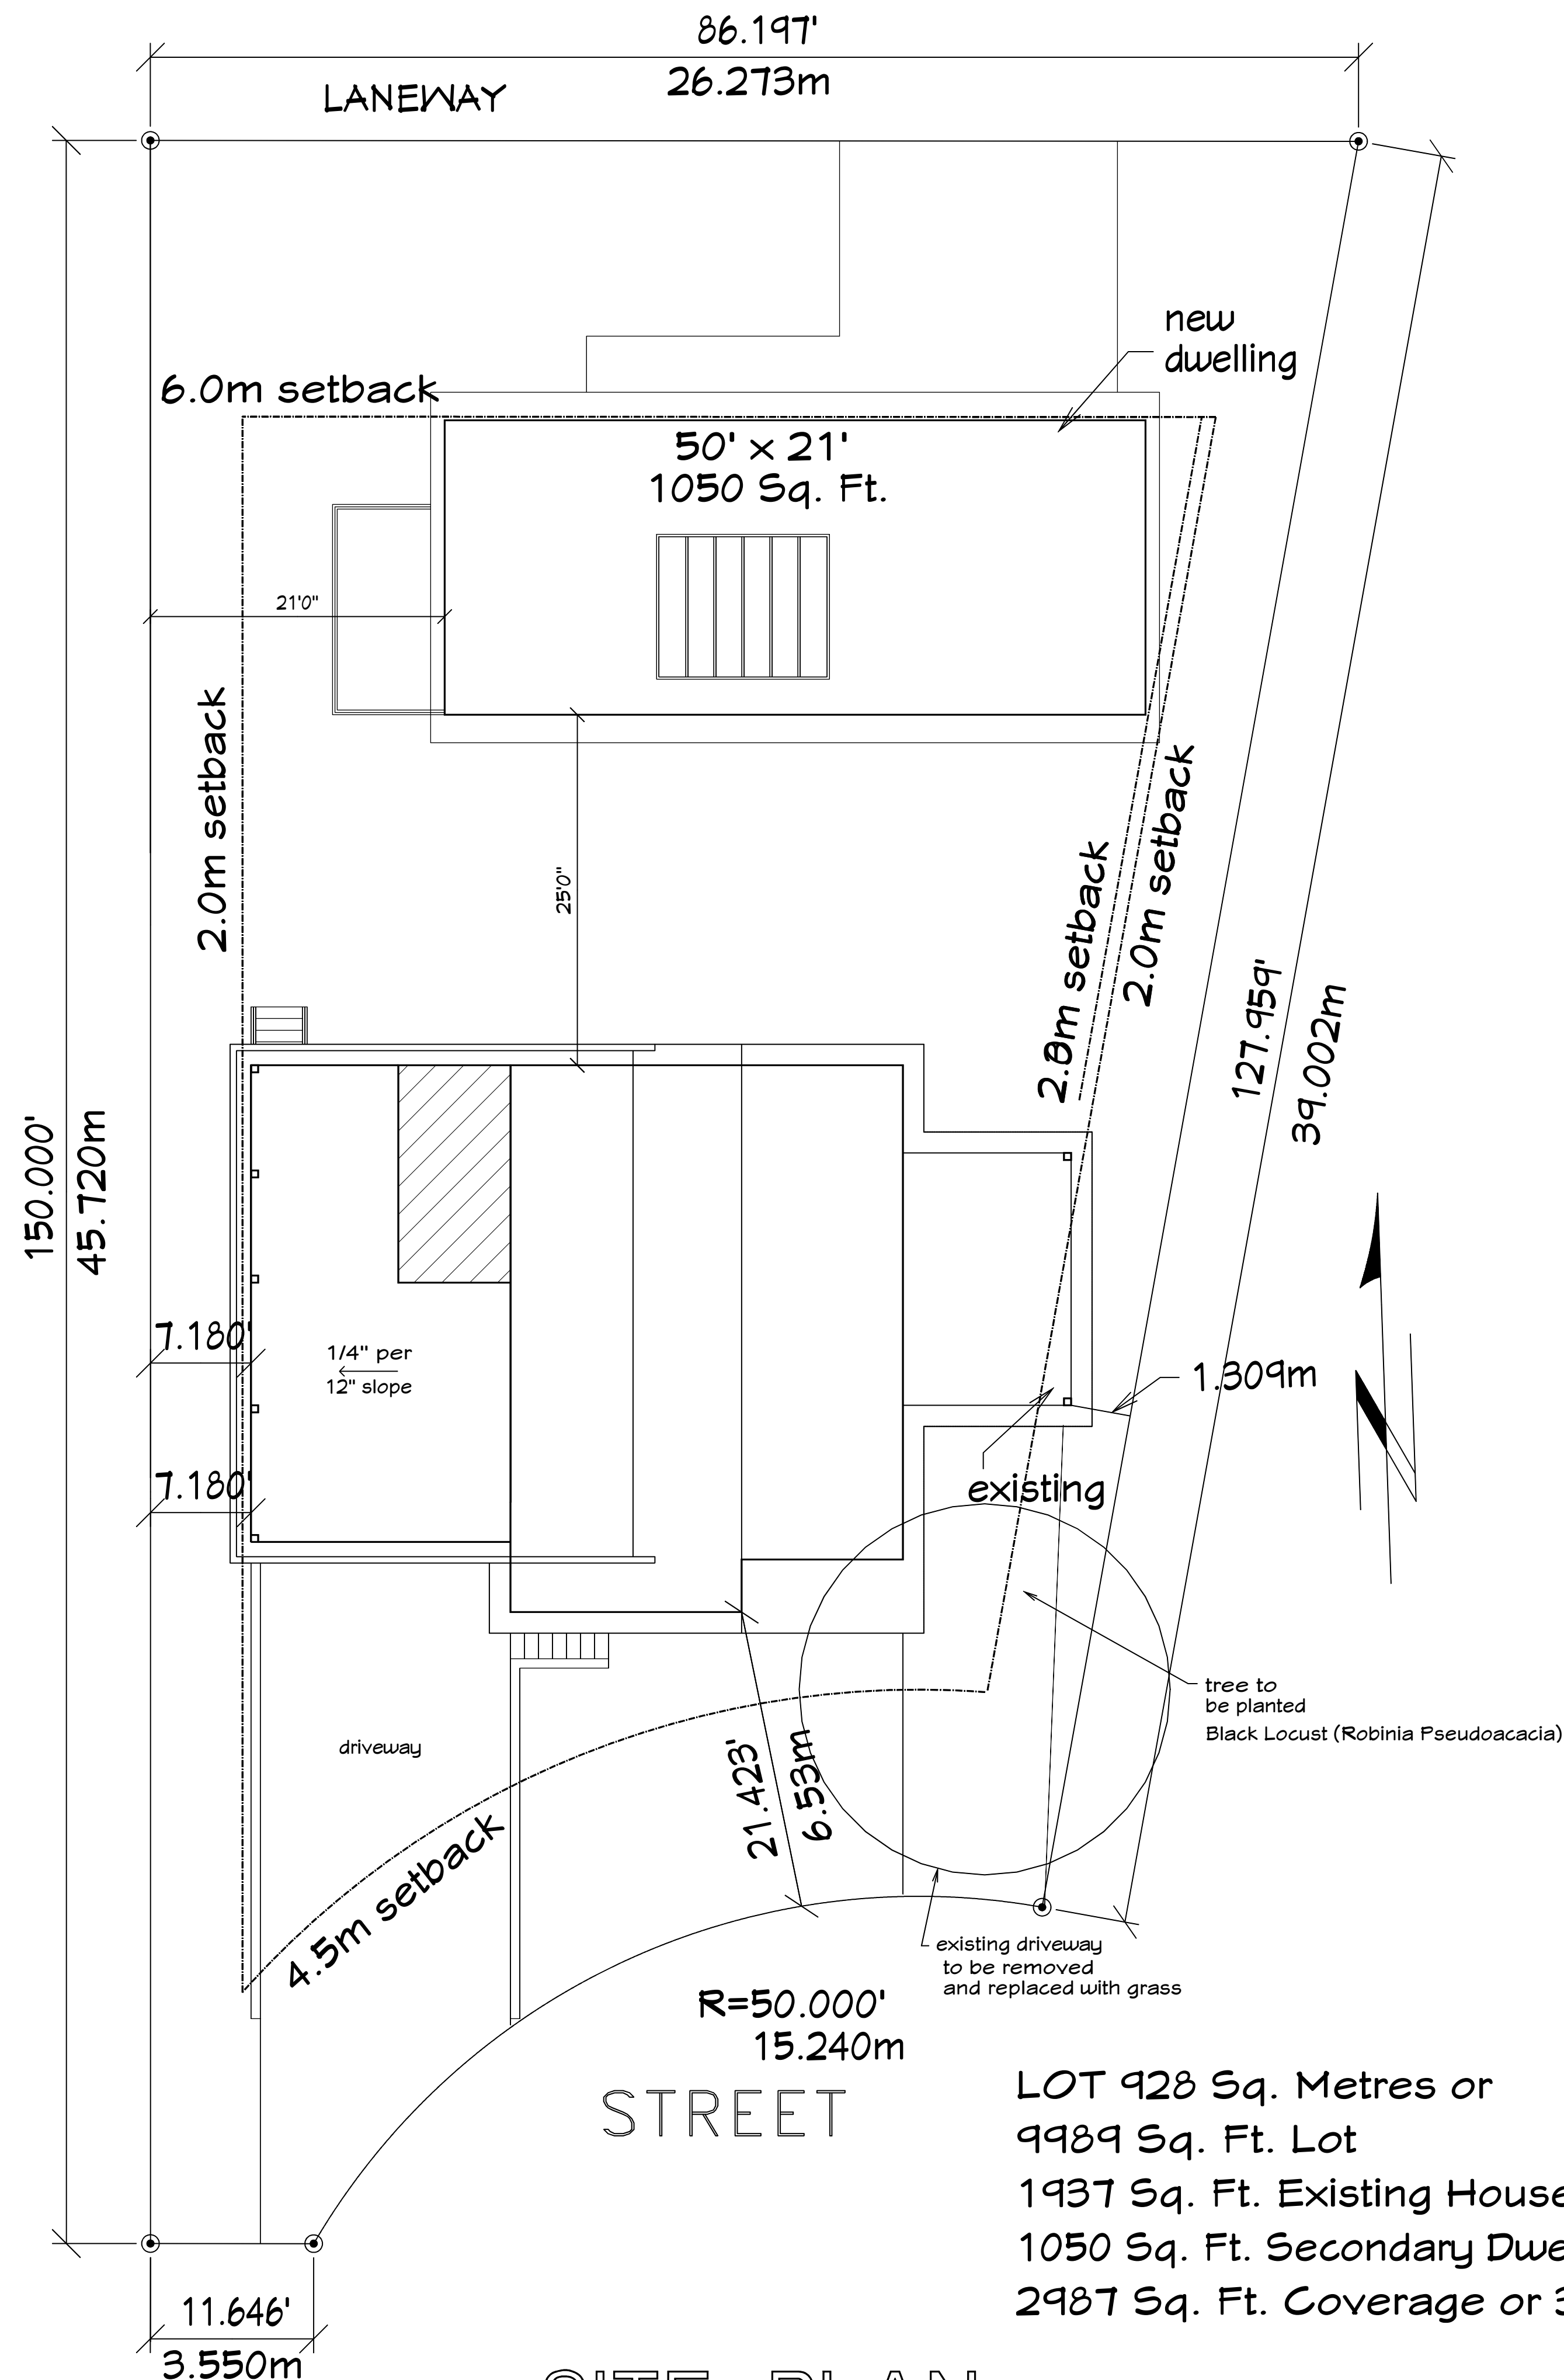 86.197'
26.273m
LANEWAY
new
dwelling
6.0m setback
50' x 21'
1050 Sq. Ft.
21'0"
2.0m setback
25'0"
2.0m setback
setback
127.959'
39.002m
150.000'
45.720m
7.180'
1/4" per
12" slope
1.309m
7.180'
existing
tree to
be planted
Black Locust (Robinia Pseudoacacia)
driveway
21.423'
6.53m
4.5m setback
existing driveway
to be removed
and replaced with grass
R=50.000'
15.240m
STREET
LOT 928 Sq. Metres or
9989 Sq. Ft. Lot
1937 Sq. Ft. Existing House
1050 Sq. Ft. Secondary Dwe
2987 Sq. Ft. Coverage or 3
11.646'
3.550m
SITE PLAN